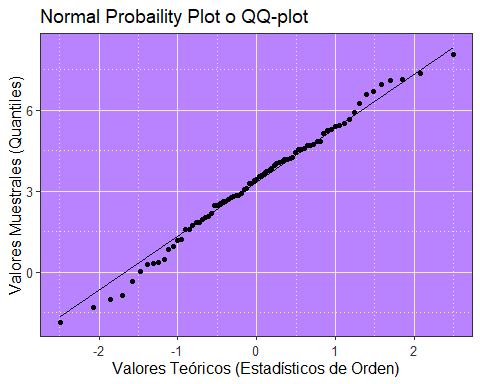 Normal Probaility Plot o QQ-plot
Valores Muestrales (Quantiles)
6
3
0
-2 -1 0 1 2
Valores Teóricos (Estadísticos de Orden)